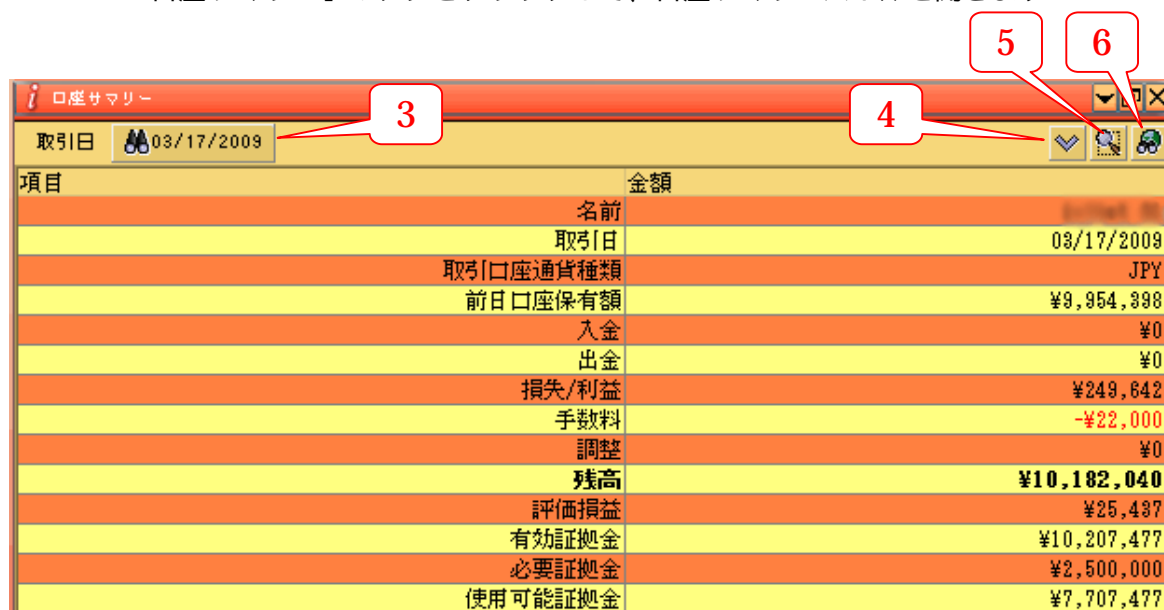 5 6
口座サマリー
3
4
取引日 03/17/2009
項目 金額
名前
取引日 03/17/2009
取引口座通貨種類 JPY
前日口座保有額 ¥9,954,398
入金 ¥0
出金 ¥0
損失/利益 ¥249,642
手数料 -¥22,000
調整 ¥0
残高 ¥10,182,040
評価損益 ¥25,437
有効証拠金 ¥10,207,477
必要証拠金 ¥2,500,000
使用可能証拠金 ¥7,707,477